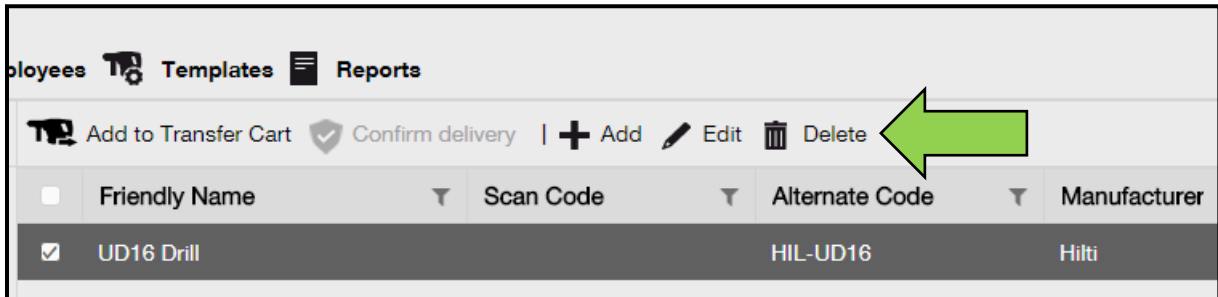 ployees Templates Reports
Add to Transfer Cart Confirm delivery | Add Edit Delete
Friendly Name Scan Code Alternate Code Manufacturer
UD16 Drill HIL-UD16 Hilti